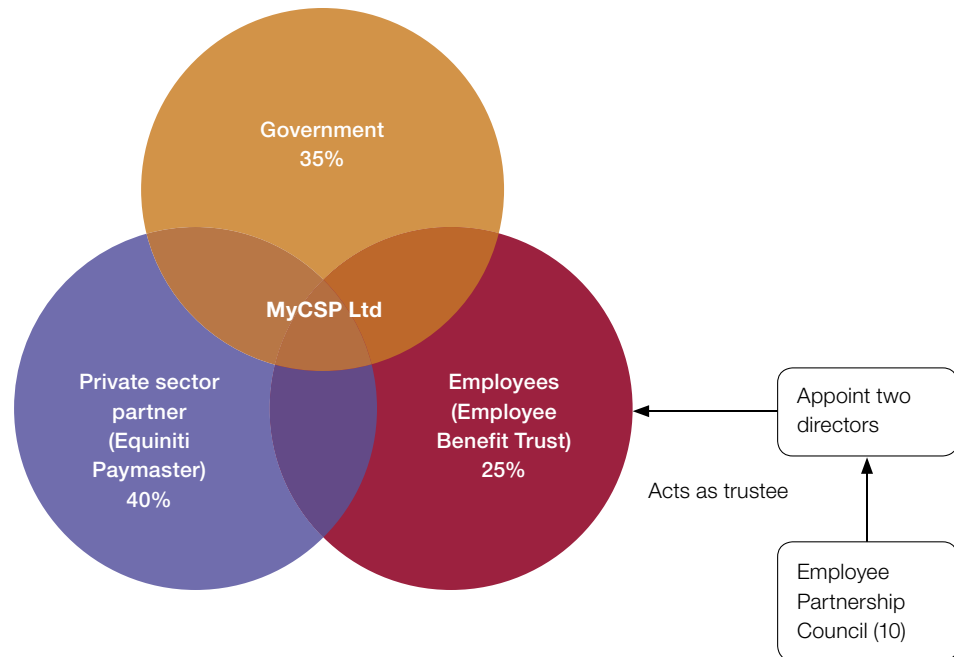 Government
35%
MyCSP Ltd
Private sector
partner
(Equiniti
Paymaster)
40%
Employees
(Employee
Benefit Trust)
25%
Appoint two
directors
Acts as trustee
Employee
Partnership
Council (10)